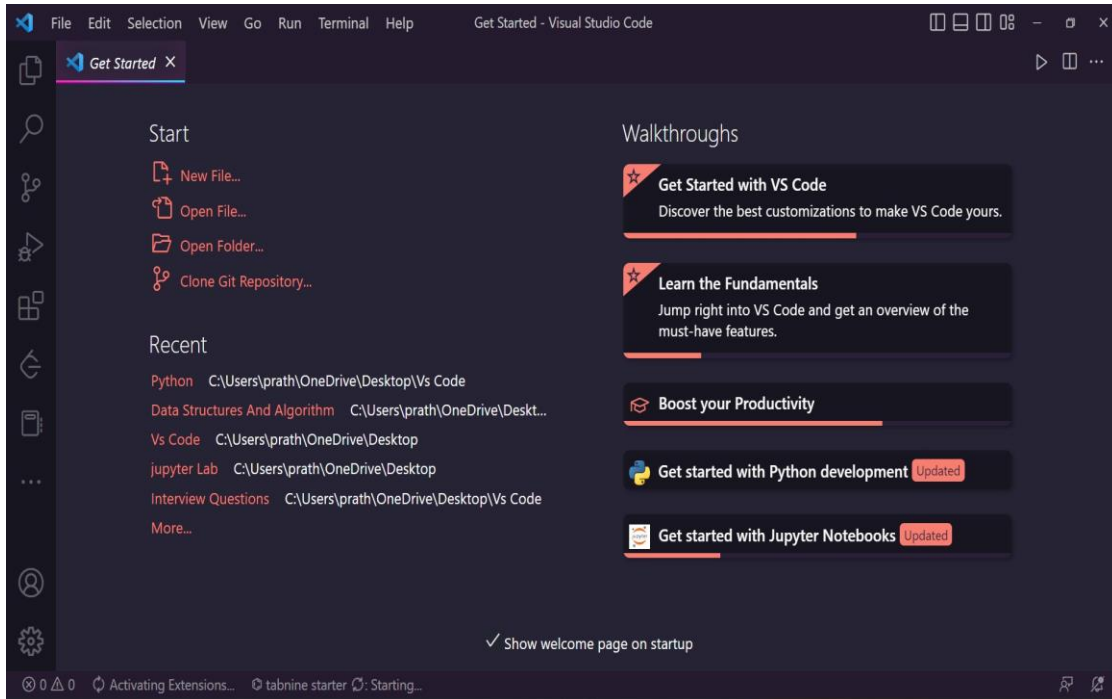 File Edit Selection View Go Run Terminal Help Get Started - Visual Studio Code
Get Started
Start
New File...
Open File...
Open Folder...
Clone Git Repository...
Recent
Python C:\Users\prath\OneDrive\Desktop\Vs Code
Data Structures And Algorithm C:\Users\prath\OneDrive\Deskt...
Vs Code C:\Users\prath\OneDrive\Desktop
jupyter Lab C:\Users\prath\OneDrive\Desktop
Interview Questions C:\Users\prath\OneDrive\Desktop\Vs Code
More...
Walkthroughs
Get Started with VS Code
Discover the best customizations to make VS Code yours.
Learn the Fundamentals
Jump right into VS Code and get an overview of the
must-have features.
Boost your Productivity
Get started with Python development Updated
Get started with Jupyter Notebooks Updated
Show welcome page on startup
0 0 Activating Extensions... tabnine starter : Starting...